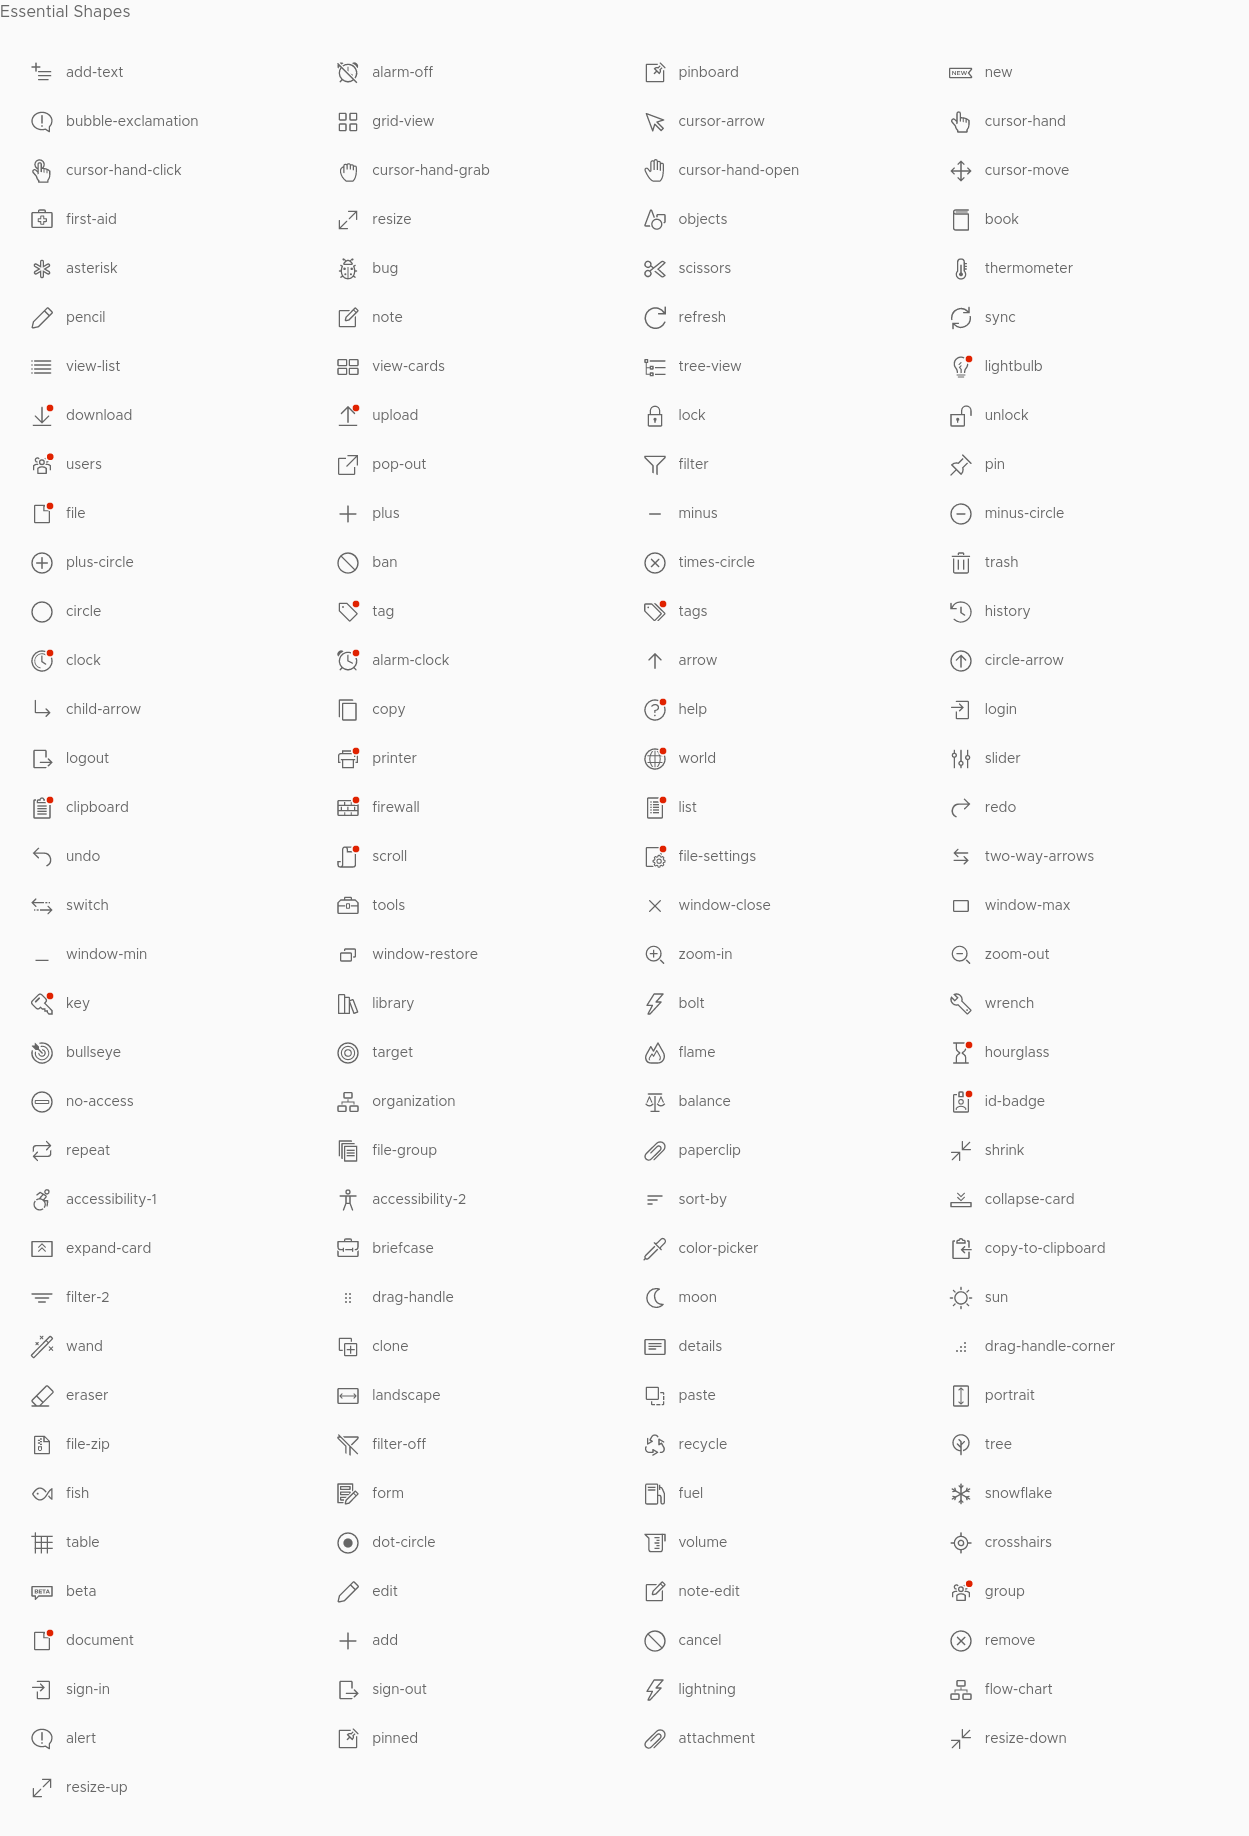 Essential Shapes
add-text alarm-off pinboard new
bubble-exclamation grid-view cursor-arrow cursor-hand
cursor-hand-click cursor-hand-grab cursor-hand-open cursor-move
first-aid resize objects book
asterisk bug scissors thermometer
pencil note refresh sync
view-list view-cards tree-view lightbulb
download upload lock unlock
users pop-out filter pin
file plus minus minus-circle
plus-circle ban times-circle trash
circle tag tags history
clock alarm-clock arrow circle-arrow
child-arrow copy help login
logout printer world slider
clipboard firewall list redo
undo scroll file-settings two-way-arrows
switch tools window-close window-max
window-min window-restore zoom-in zoom-out
key library bolt wrench
bullseye target flame hourglass
no-access organization balance id-badge
repeat file-group paperclip shrink
accessibility-1 accessibility-2 sort-by collapse-card
expand-card briefcase color-picker copy-to-clipboard
filter-2 drag-handle moon sun
wand clone details drag-handle-corner
eraser landscape paste portrait
file-zip filter-off recycle tree
fish form fuel snowflake
table dot-circle volume crosshairs
beta edit note-edit group
document add cancel remove
sign-in sign-out lightning flow-chart
alert pinned attachment resize-down
resize-up